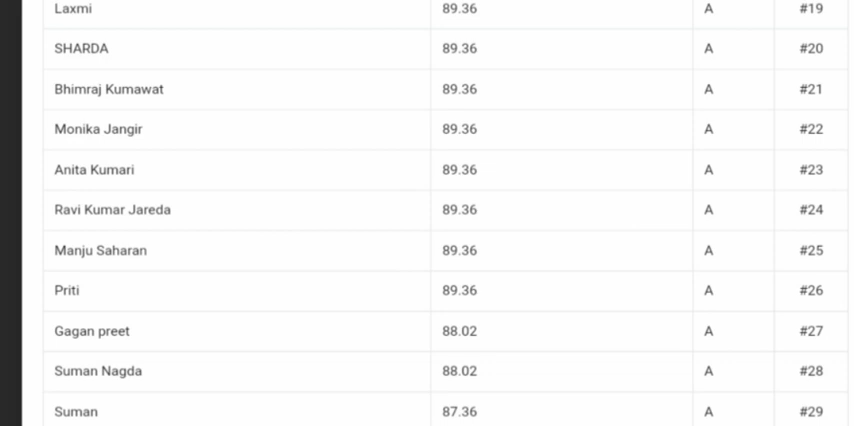 Laxmi 89.36 A #19
SHARDA 89.36 A #20
Bhimraj Kumawat 89.36 A #21
Monika Jangir 89.36 A #22
Anita Kumari 89.36 A #23
Ravi Kumar Jareda 89.36 A #24
Manju Saharan 89.36 A #25
Priti 89.36 A #26
Gagan preet 88.02 A #27
Suman Nagda 88.02 A #28
Suman 87.36 A #29